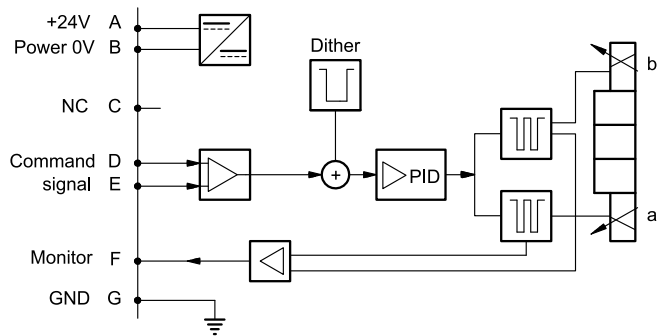 +24V A
Power 0V B
Dither
b
NC C
Command D
signal E
PID
a
Monitor F
GND G